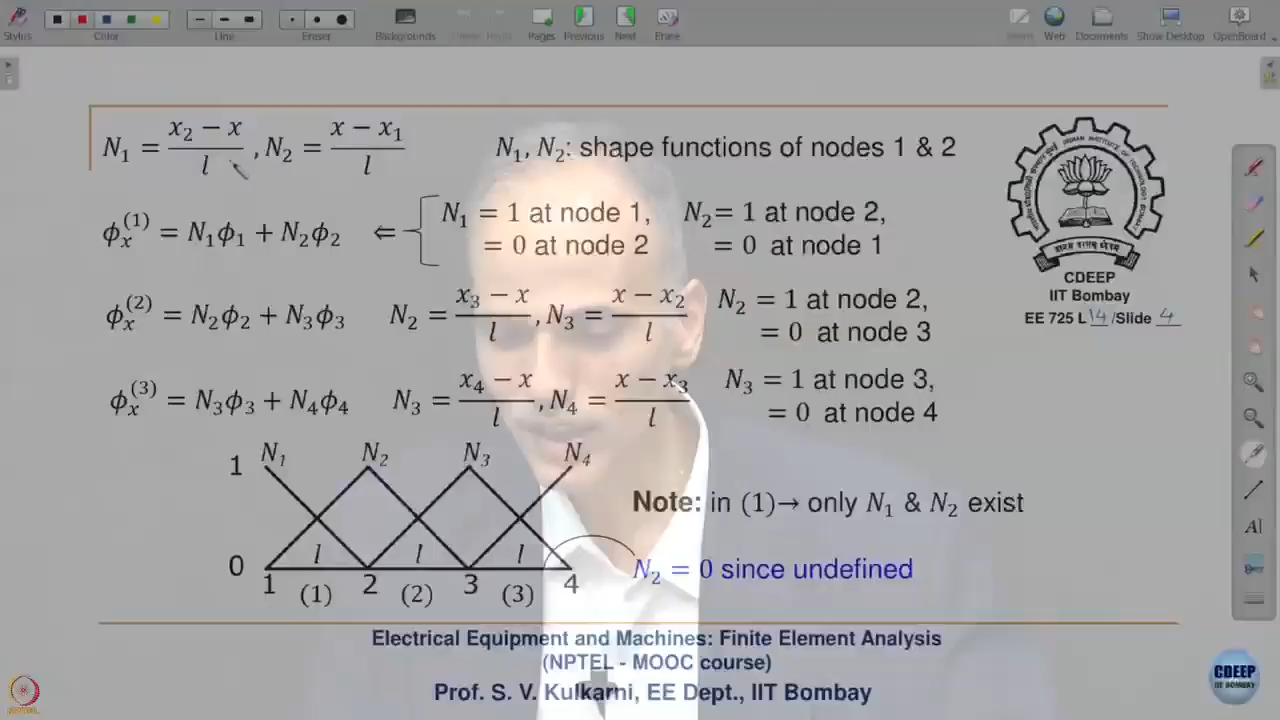 Stylus
Color
Line
Eraser
Backgrounds
Undo Redo
Pages
Previous
Next
Erase
Board
Web
Documents
Show Desktop
OpenBoard
N₁ = (x₂ − x)/l , N₂ = (x − x₁)/l
N₁, N₂: shape functions of nodes 1 & 2
ϕₓ⁽¹⁾ = N₁ϕ₁ + N₂ϕ₂ ⇐ { N₁ = 1 at node 1, N₂= 1 at node 2,
= 0 at node 2 = 0 at node 1
ϕₓ⁽²⁾ = N₂ϕ₂ + N₃ϕ₃ N₂ = (x₃ − x)/l , N₃ = (x − x₂)/l N₂ = 1 at node 2,
= 0 at node 3
ϕₓ⁽³⁾ = N₃ϕ₃ + N₄ϕ₄ N₃ = (x₄ − x)/l , N₄ = (x − x₃)/l N₃ = 1 at node 3,
= 0 at node 4
CDEEP
IIT Bombay
EE 725 L 14 /Slide 4
1 N₁ N₂ N₃ N₄
l l l
0 1 2 3 4
(1) (2) (3)
Note: in (1)→ only N₁ & N₂ exist
N₂ = 0 since undefined
Electrical Equipment and Machines: Finite Element Analysis
(NPTEL - MOOC course)
Prof. S. V. Kulkarni, EE Dept., IIT Bombay
CDEEP
IIT BOMBAY